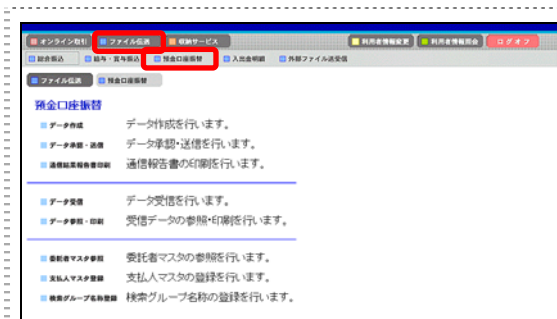 オンライン取引 ファイル伝送 収納サービス 利用者情報変更 利用者情報照会 ログオフ
総合振込 給与・賞与振込 預金口座振替 入出金明細 外部ファイル送受信
ファイル伝送 預金口座振替
預金口座振替
データ作成 データ作成を行います。
データ承認・送信 データ承認・送信を行います。
通信結果報告書印刷 通信報告書の印刷を行います。
データ受信 データ受信を行います。
データ参照・印刷 受信データの参照・印刷を行います。
委託者マスタ参照 委託者マスタの参照を行います。
支払人マスタ登録 支払人マスタの登録を行います。
検索グループ名称登録 検索グループ名称の登録を行います。